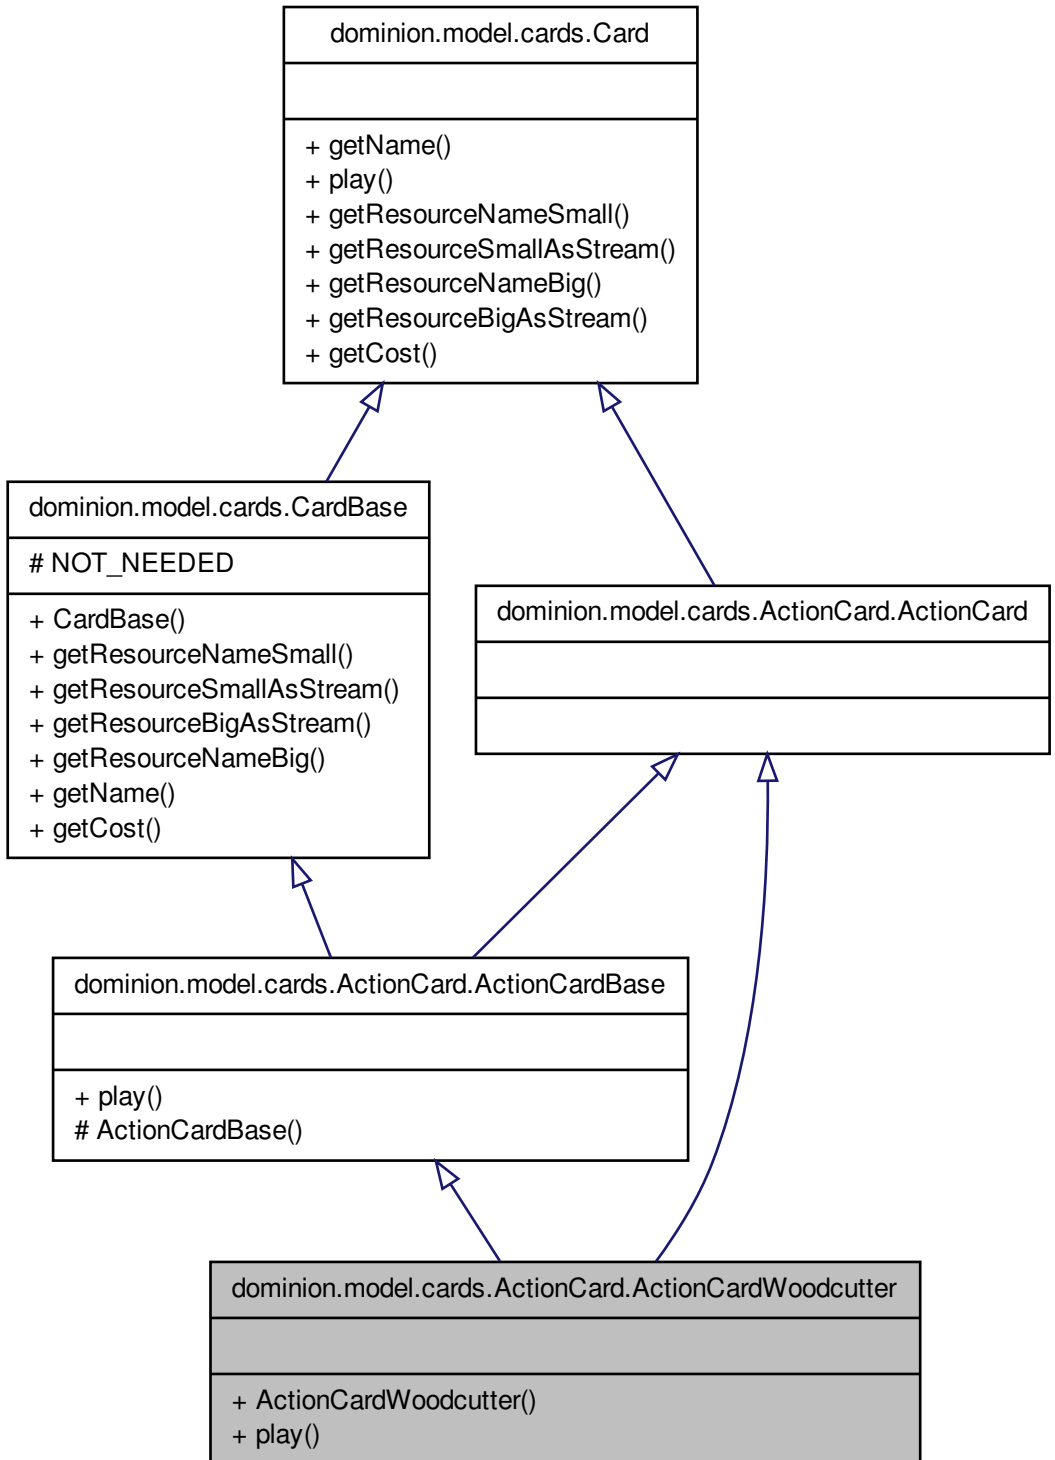 dominion.model.cards.Card
+ getName()
+ play()
+ getResourceNameSmall()
+ getResourceSmallAsStream()
+ getResourceNameBig()
+ getResourceBigAsStream()
+ getCost()
dominion.model.cards.CardBase
# NOT_NEEDED
+ CardBase()
+ getResourceNameSmall()
+ getResourceSmallAsStream()
+ getResourceBigAsStream()
+ getResourceNameBig()
+ getName()
+ getCost()
dominion.model.cards.ActionCard.ActionCard
dominion.model.cards.ActionCard.ActionCardBase
+ play()
# ActionCardBase()
dominion.model.cards.ActionCard.ActionCardWoodcutter
+ ActionCardWoodcutter()
+ play()